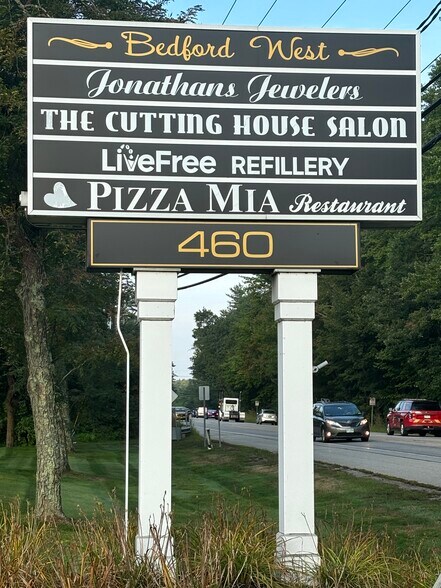 Bedford West
Jonathans Jewelers
THE CUTTING HOUSE SALON
LiVeFree REFILLERY
PIZZA MIA Restaurant
460